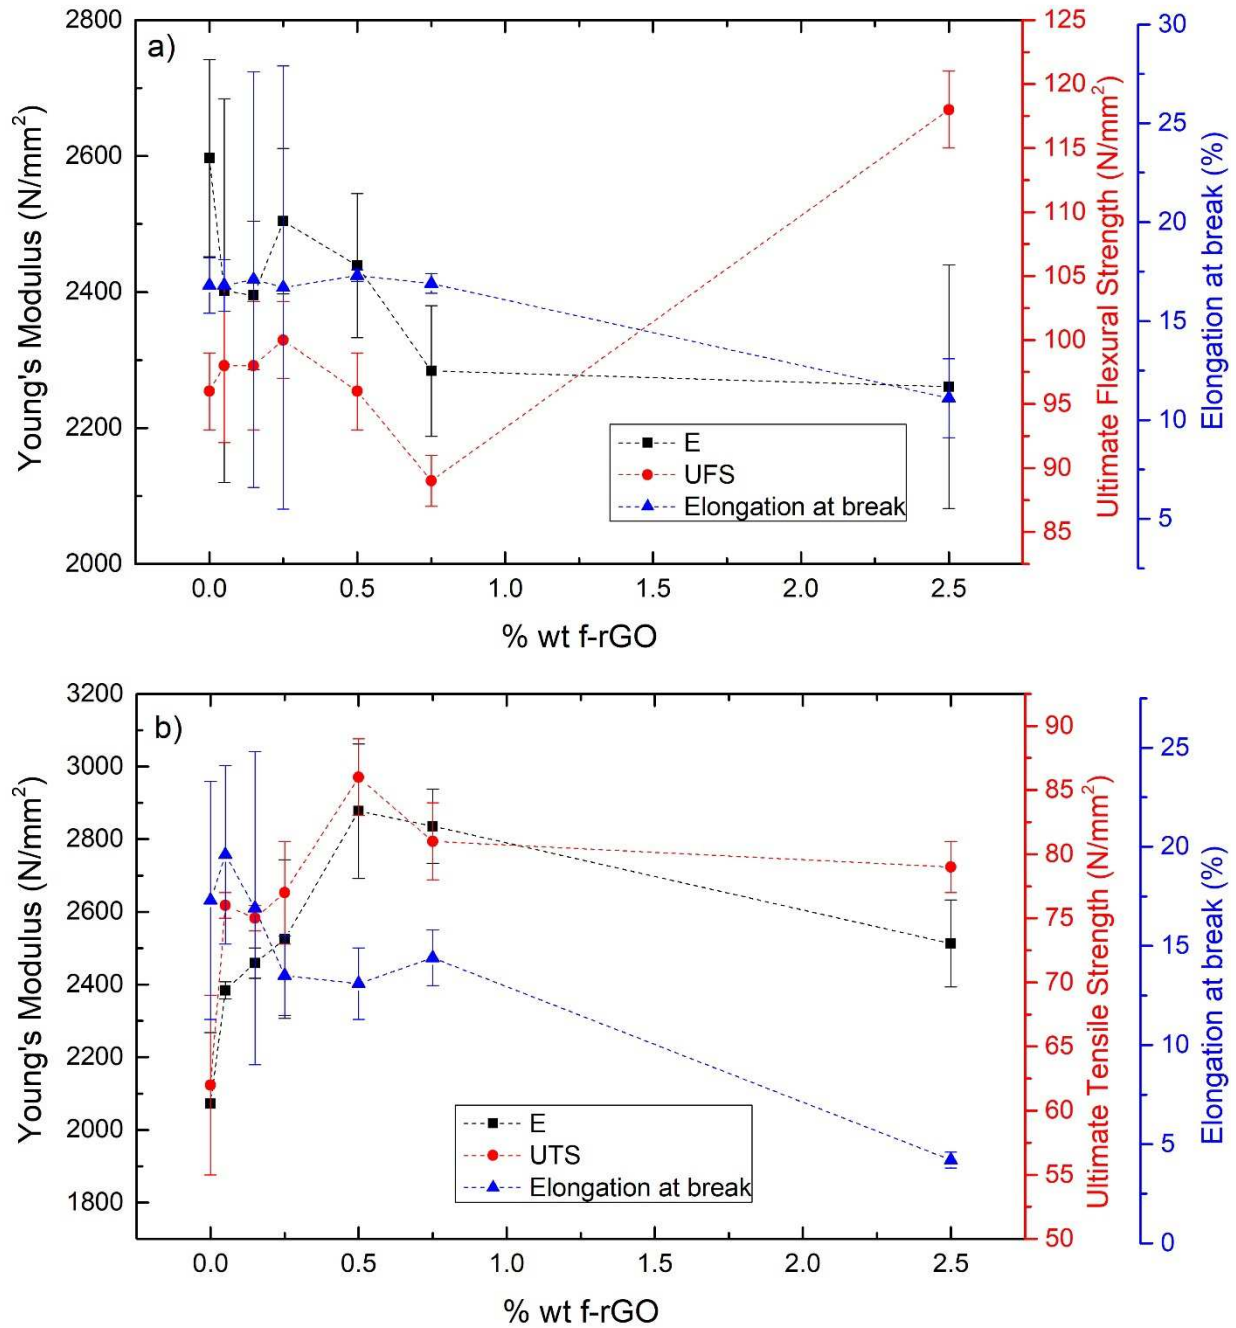 a)
Young's Modulus (N/mm²)
2800
2600
2400
2200
2000
0.0 0.5 1.0 1.5 2.0 2.5
% wt f-rGO
E
UFS
Elongation at break
125
120
115
110
105
100
95
90
85
Ultimate Flexural Strength (N/mm²)
30
25
20
15
10
5
Elongation at break (%)
b)
Young's Modulus (N/mm²)
3200
3000
2800
2600
2400
2200
2000
1800
0.0 0.5 1.0 1.5 2.0 2.5
% wt f-rGO
E
UTS
Elongation at break
90
85
80
75
70
65
60
55
50
Ultimate Tensile Strength (N/mm²)
25
20
15
10
5
0
Elongation at break (%)